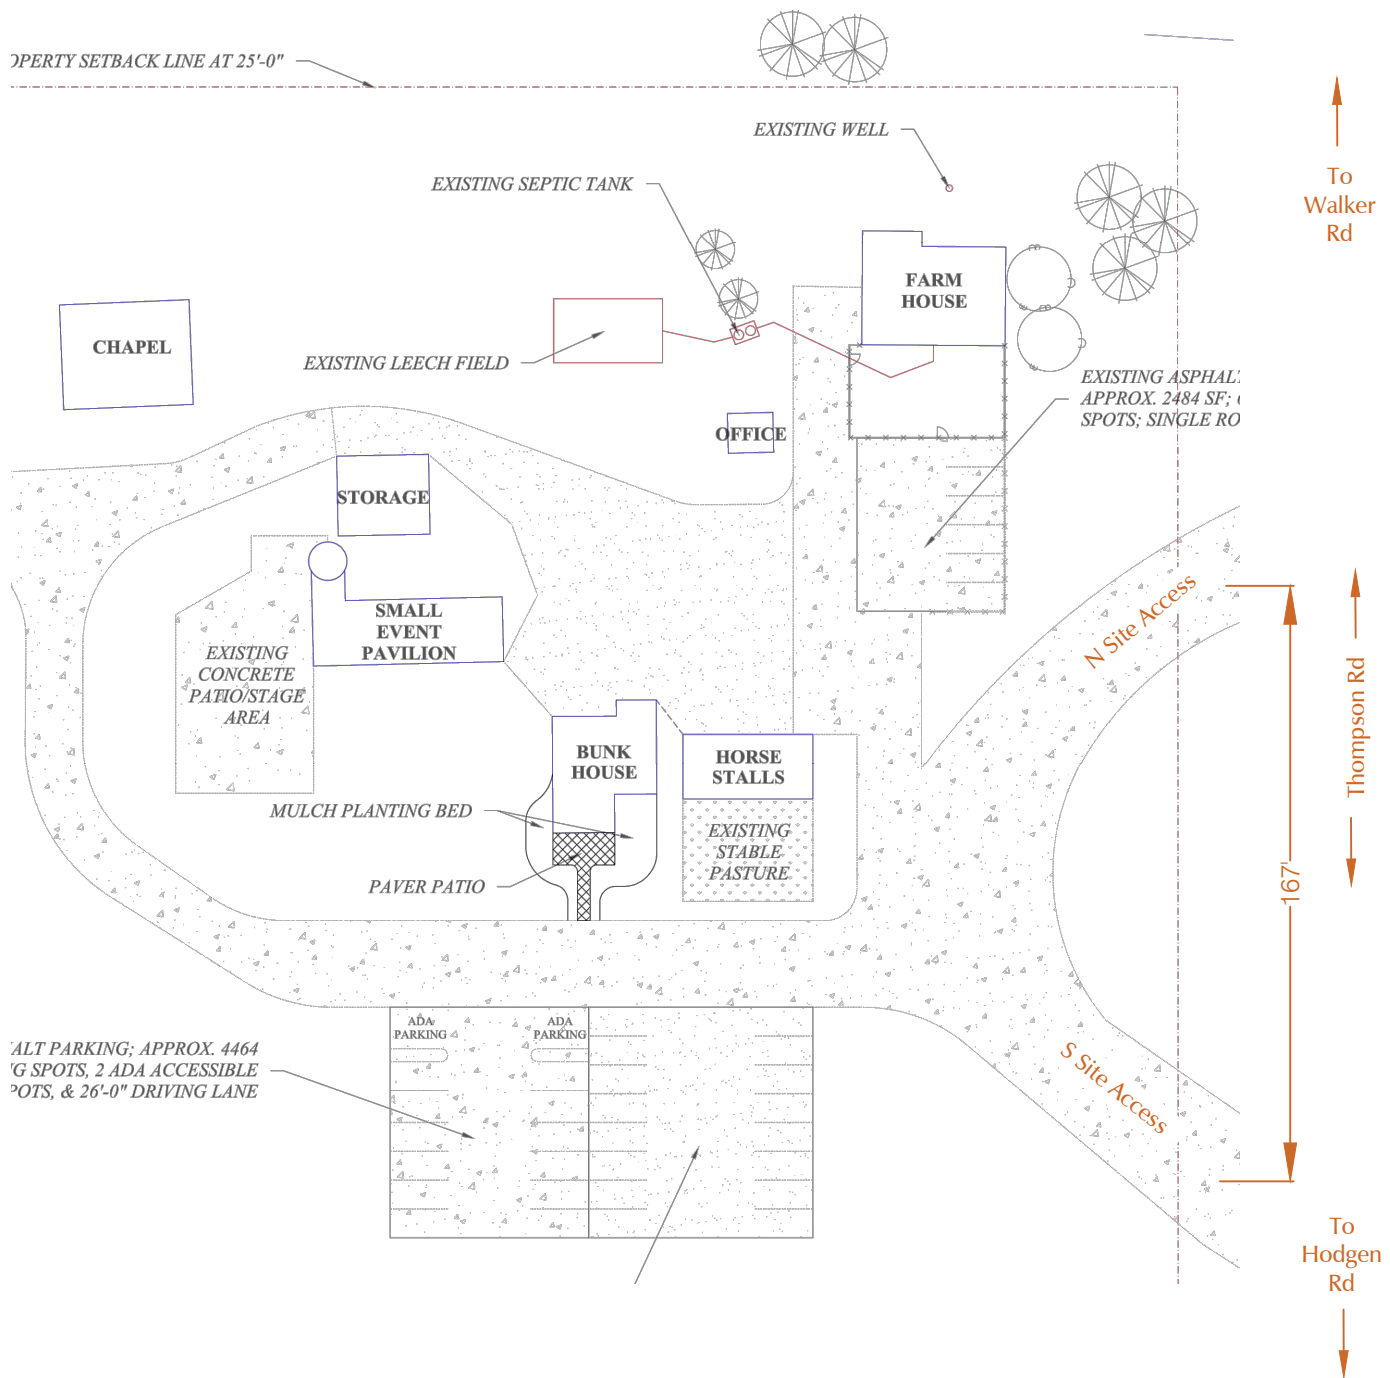 OPERTY SETBACK LINE AT 25'-0"
EXISTING WELL
EXISTING SEPTIC TANK
To
Walker
Rd
FARM
HOUSE
CHAPEL
EXISTING LEECH FIELD
EXISTING ASPHALT
APPROX. 2484 SF;
SPOTS; SINGLE RO
OFFICE
STORAGE
SMALL
EVENT
PAVILION
EXISTING
CONCRETE
PATIO/STAGE
AREA
N Site Access
Thompson Rd
BUNK
HOUSE
HORSE
STALLS
MULCH PLANTING BED
EXISTING
STABLE
PASTURE
PAVER PATIO
167'
ADA
PARKING
ADA
PARKING
ALT PARKING; APPROX. 4464
G SPOTS, 2 ADA ACCESSIBLE
POTS, & 26'-0" DRIVING LANE
S Site Access
To
Hodgen
Rd